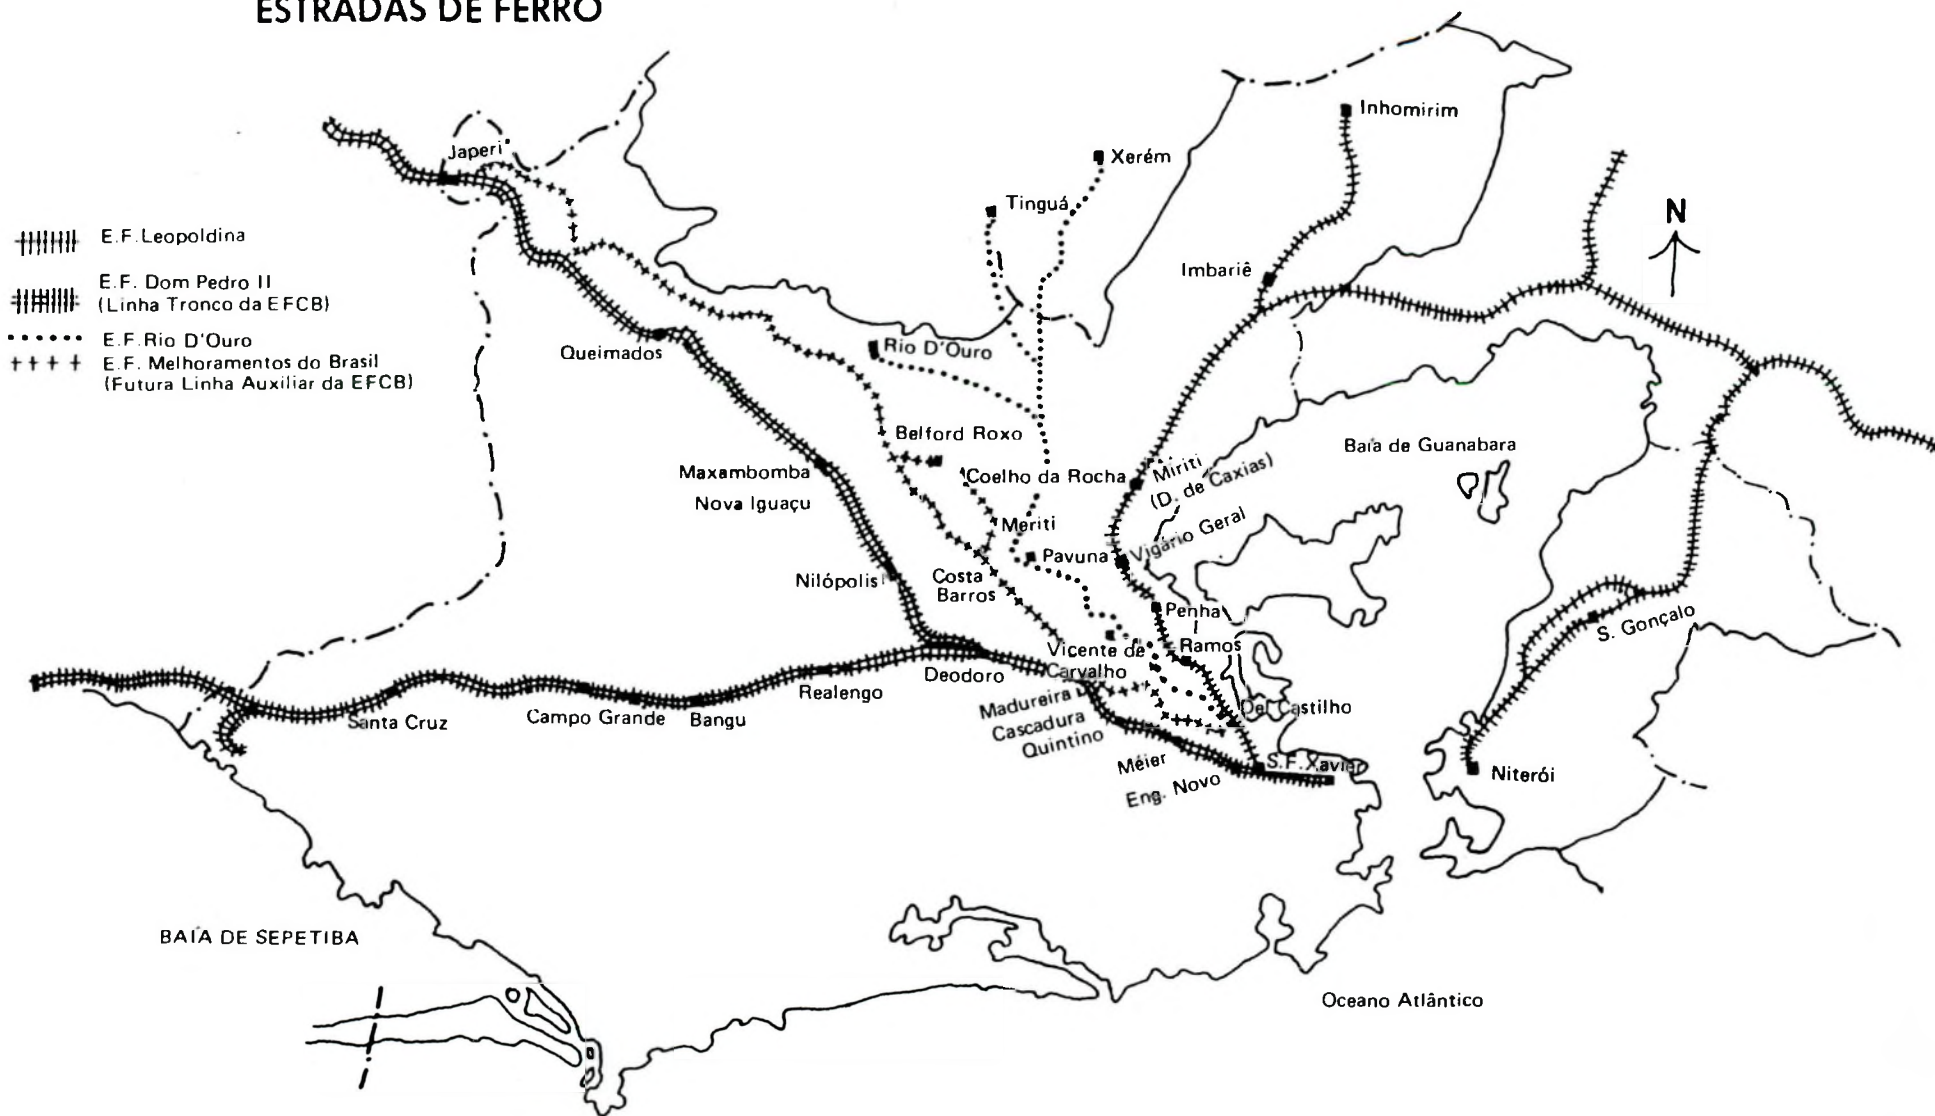 ESTRADAS DE FERRO
E.F.Leopoldina
E.F. Dom Pedro II
(Linha Tronco da EFCB)
E.F.Rio D'Ouro
E.F. Melhoramentos do Brasil
(Futura Linha Auxiliar da EFCB)
Japeri
Inhomirim
Xerém
Tinguá
N
Imbariê
Queimados
Rio D'Ouro
Belford Roxo
Baía de Guanabara
Maxambomba
Nova Iguaçu
Coelho da Rocha
Miriti
(D. de Caxias)
Meriti
Vigário Geral
Pavuna
Nilópolis
Costa
Barros
Penha
S. Gonçalo
Ramos
Vicente de
Carvalho
Deodoro
Realengo
Madureira
Cascadura
Quintino
Del Castilho
Santa Cruz
Campo Grande
Bangu
Méier
Eng. Novo
S.F.Xavier
Niterói
BAÍA DE SEPETIBA
Oceano Atlântico